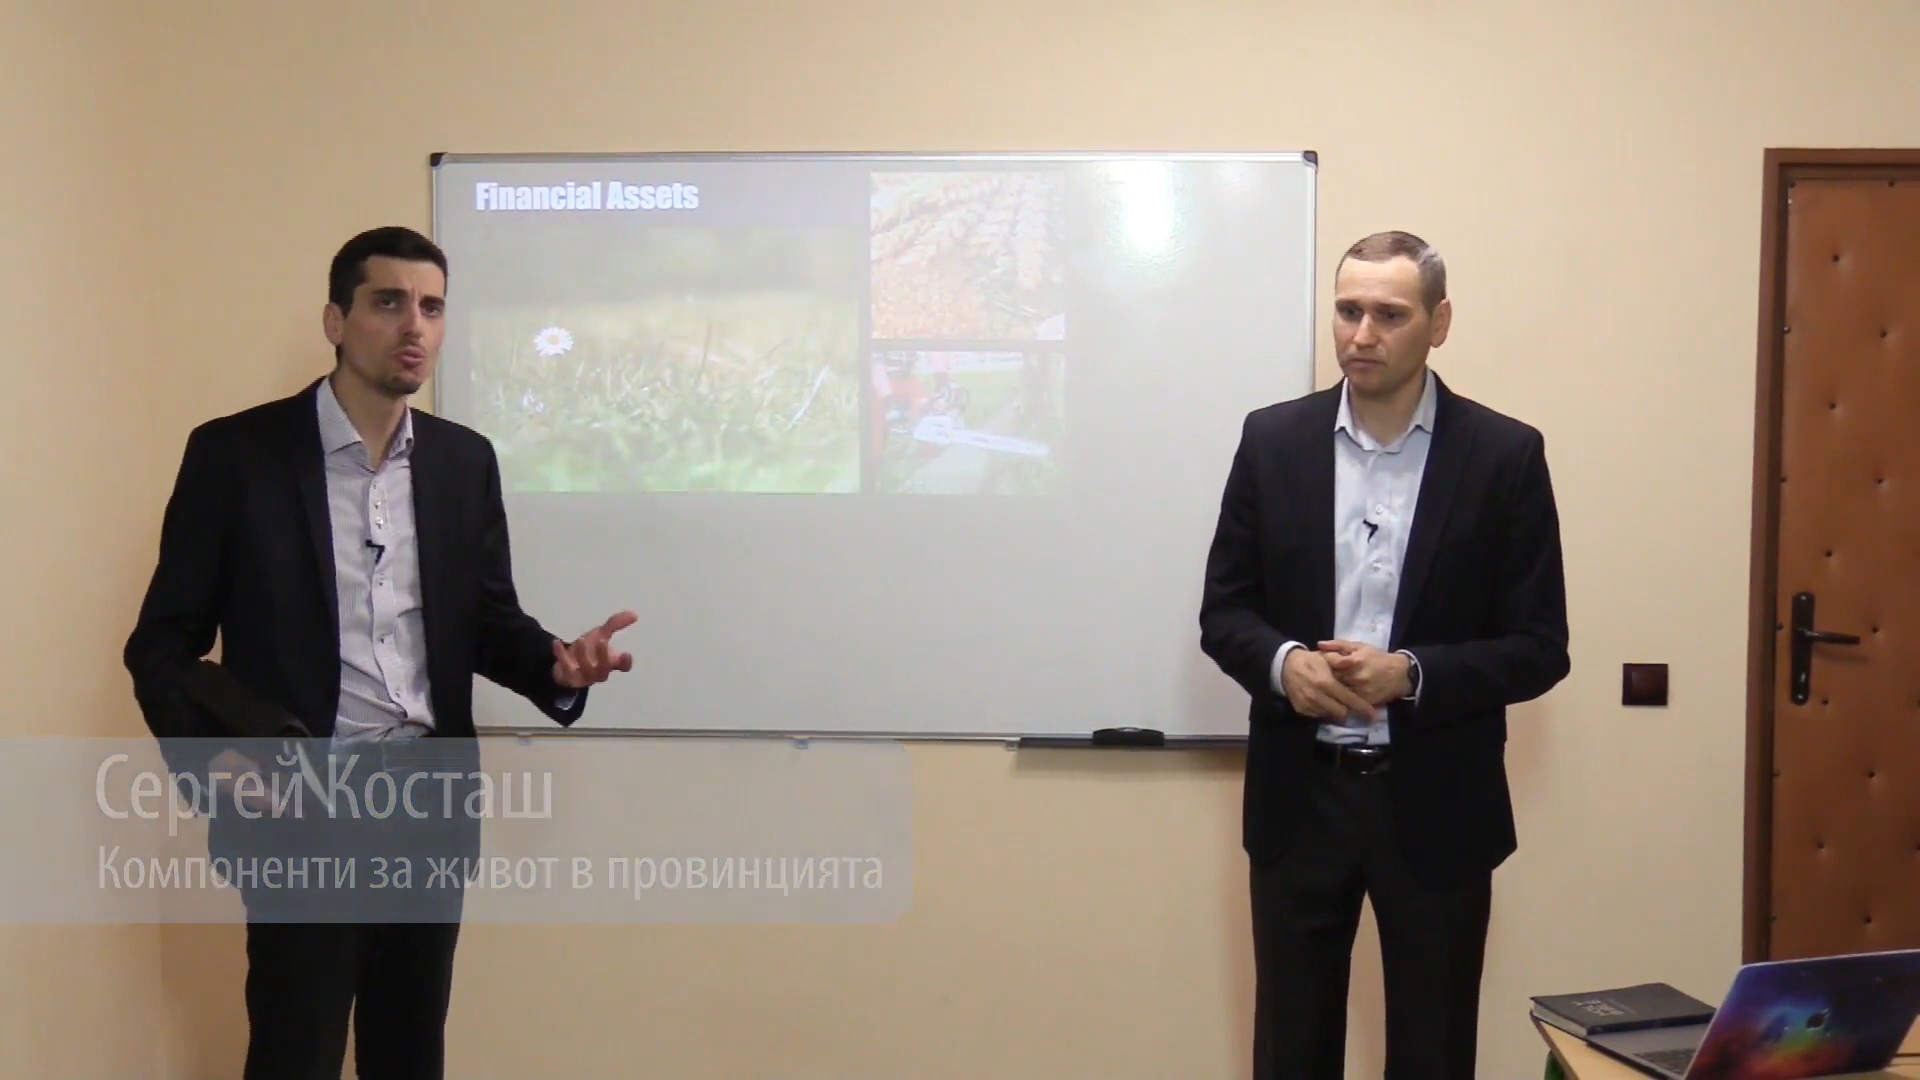 Financial Assets
Сергей Косташ
Компоненти за живот в провинцията